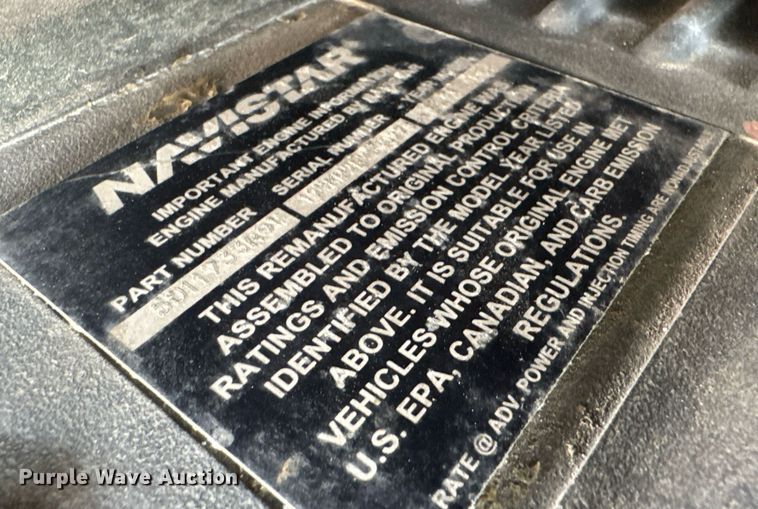 NAVISTAR
IMPORTANT ENGINE INFORMATION
ENGINE MANUFACTURED BY NAVISTAR
PART NUMBER SERIAL NUMBER
THIS REMANUFACTURED ENGINE WAS
ASSEMBLED TO ORIGINAL PRODUCTION
RATINGS AND EMISSION CONTROL CRITERIA
IDENTIFIED BY THE MODEL YEAR LISTED
ABOVE. IT IS SUITABLE FOR USE IN
VEHICLES WHOSE ORIGINAL ENGINE MET
U.S. EPA, CANADIAN, AND CARB EMISSION
REGULATIONS.
RATE @ ADV. POWER AND INJECTION TIMING ARE
Purple Wave Auction